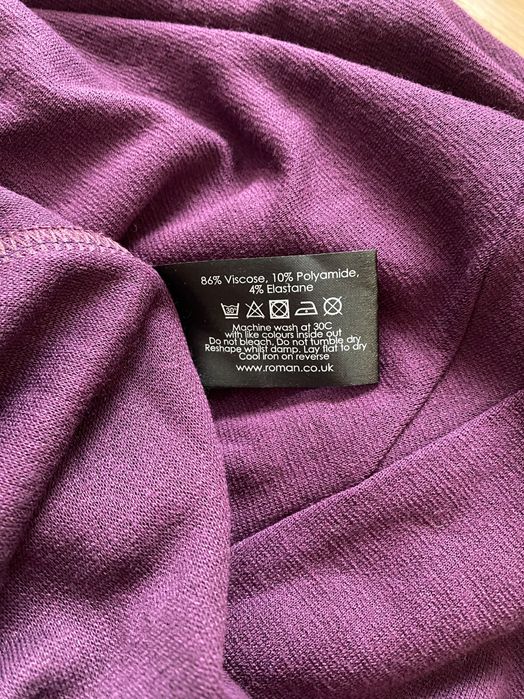 86% Viscose, 10% Polyamide,
4% Elastane
30°
Machine wash at 30C
with like colours inside out
Do not bleach. Do not tumble dry
Reshape whilst damp. Lay flat to dry
Cool iron on reverse
www.roman.co.uk